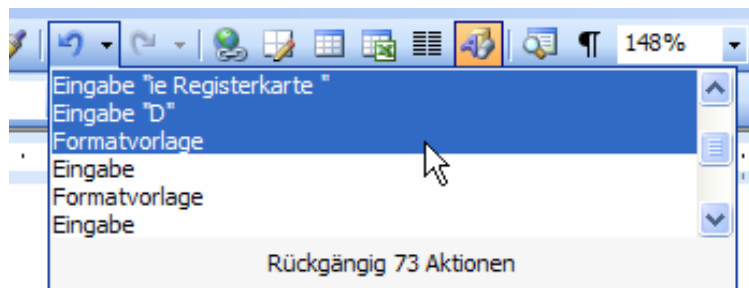 148%
Eingabe "ie Registerkarte "
Eingabe "D"
Formatvorlage
Eingabe
Formatvorlage
Eingabe
Rückgängig 73 Aktionen